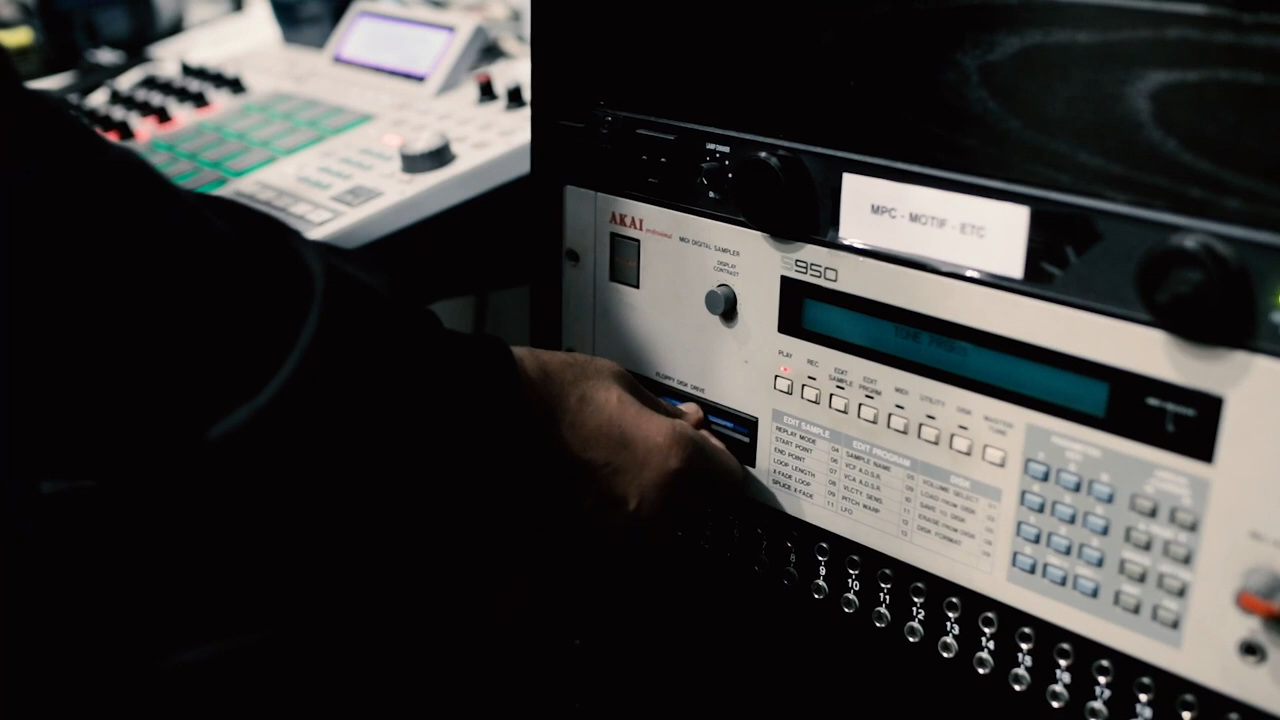 LAMP DIMMER
MPC - MOTIF - ETC
AKAI professional
MIDI DIGITAL SAMPLER
DISPLAY
CONTRAST
S950
FLOPPY DISK DRIVE
PLAY
REC
EDIT
SAMPLE
EDIT
PRGRM
MIDI
UTILITY
DISK
MASTER
TUNE
EDIT SAMPLE
REPLAY MODE 04
START POINT 06
END POINT 07
LOOP LENGTH 08
X-FADE LOOP 09
SPLICE X-FADE 11
EDIT PROGRAM
SAMPLE NAME
VCF A.D.S.R.
VCA A.D.S.R.
VLCTY SENS
PITCH WARP
LFO
DISK
VOLUME SELECT
LOAD FROM DISK
SAVE TO DISK
ERASE FROM DISK
DISK FORMAT
8
9
10
11
12
13
14
15
16
17